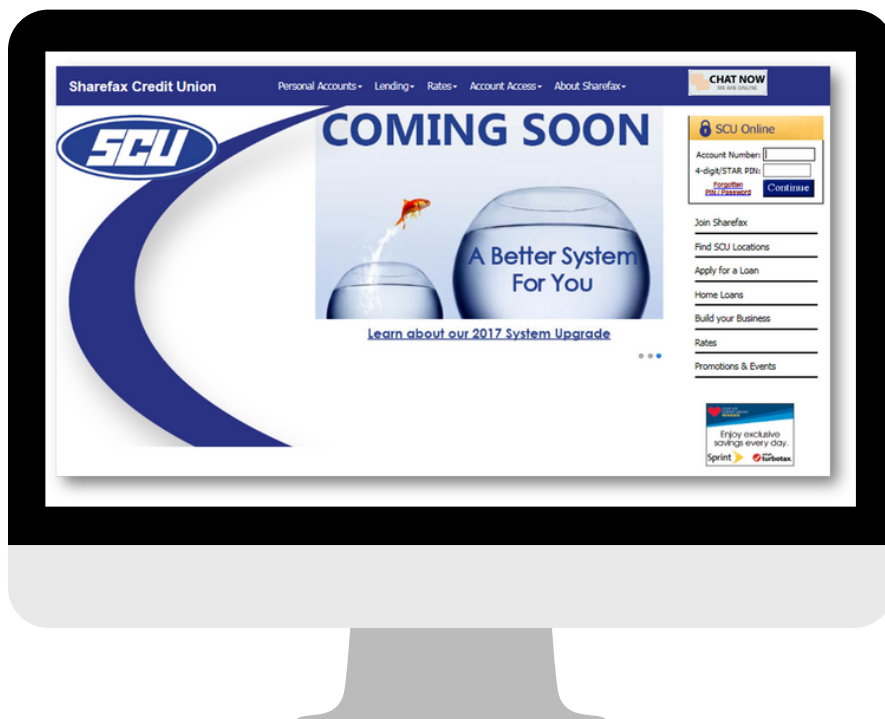 Sharefax Credit Union
Personal Accounts
Lending
Rates
Account Access
About Sharefax
CHAT NOW
WE ARE ONLINE
SCU
COMING SOON
A Better System
For You
Learn about our 2017 System Upgrade
SCU Online
Account Number:
4-digit/STAR PIN:
Forgotten
PIN / Password
Continue
Join Sharefax
Find SCU Locations
Apply for a Loan
Home Loans
Build your Business
Rates
Promotions & Events
Enjoy exclusive
savings every day.
Sprint
turbotax